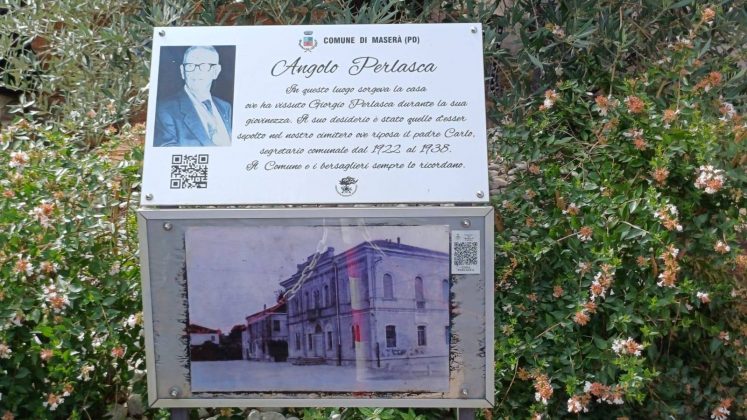 COMUNE DI MASERÀ (PD)
Angolo Perlasca
In questo luogo sorgeva la casa
ove ha vissuto Giorgio Perlasca durante la sua
giovinezza. Il suo desiderio è stato quello d'esser
sepolto nel nostro cimitero ove riposa il padre Carlo,
segretario comunale dal 1922 al 1938.
Il Comune e i bersaglieri sempre lo ricordano.